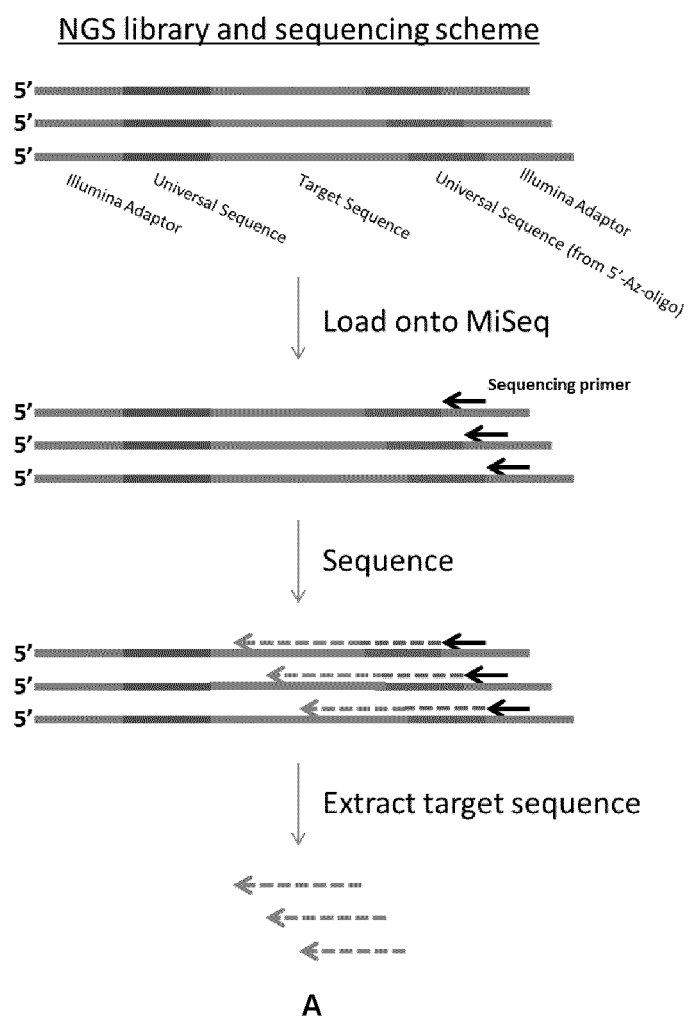 NGS library and sequencing scheme
5’
5’
5’
Illumina Adaptor
Universal Sequence
Target Sequence
Universal Sequence (from 5’-Az-oligo)
Illumina Adaptor
Load onto MiSeq
Sequencing primer
5’
5’
5’
Sequence
5’
5’
5’
Extract target sequence
A